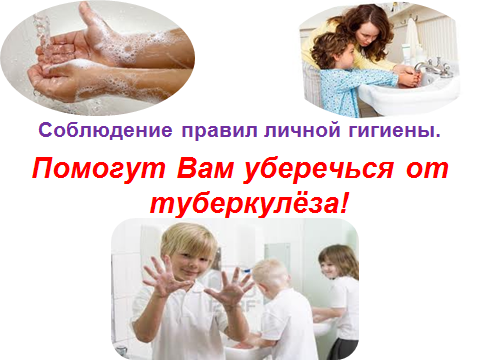 Соблюдение правил личной гигиены.
Помогут Вам уберечься от
туберкулёза!